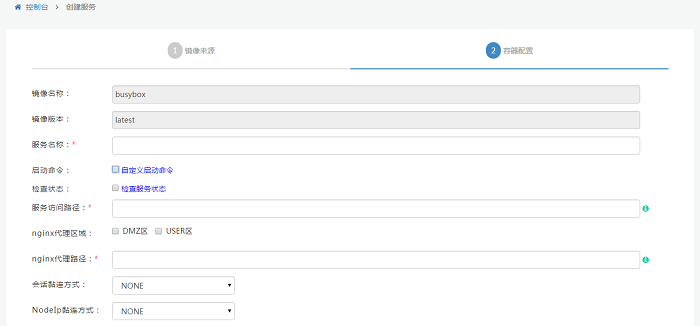 控制台 > 创建服务
1 镜像来源 2 容器配置
镜像名称： busybox
镜像版本： latest
服务名称：*
启动命令： 自定义启动命令
检查状态： 检查服务状态
服务访问路径：*
nginx代理区域： DMZ区 USER区
nginx代理路径：*
会话黏连方式： NONE
NodeIp黏连方式： NONE